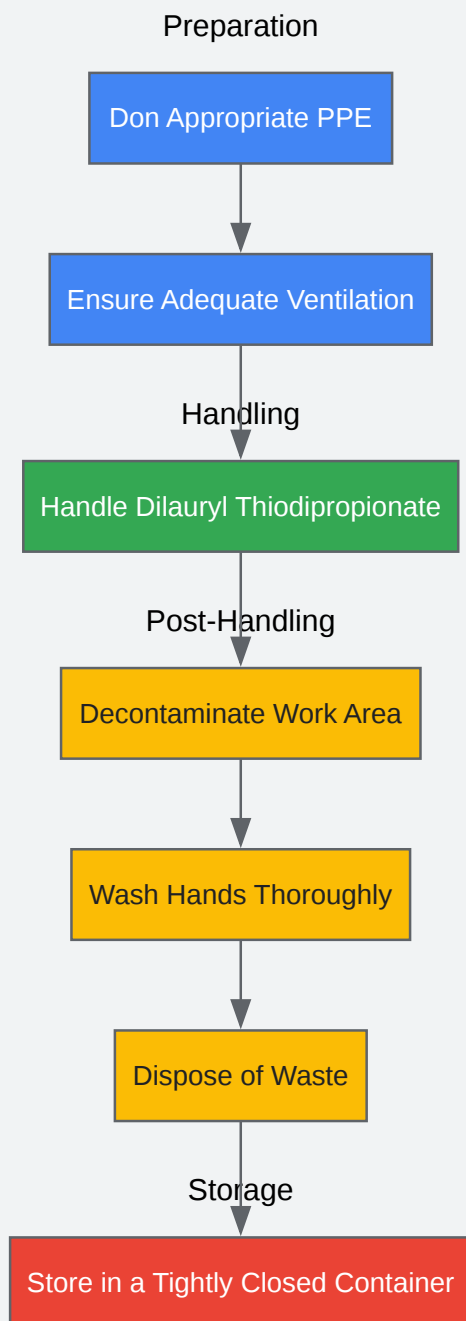 Preparation
Don Appropriate PPE
Ensure Adequate Ventilation
Handling
Handle Dilauryl Thiodipropionate
Post-Handling
Decontaminate Work Area
Wash Hands Thoroughly
Dispose of Waste
Storage
Store in a Tightly Closed Container